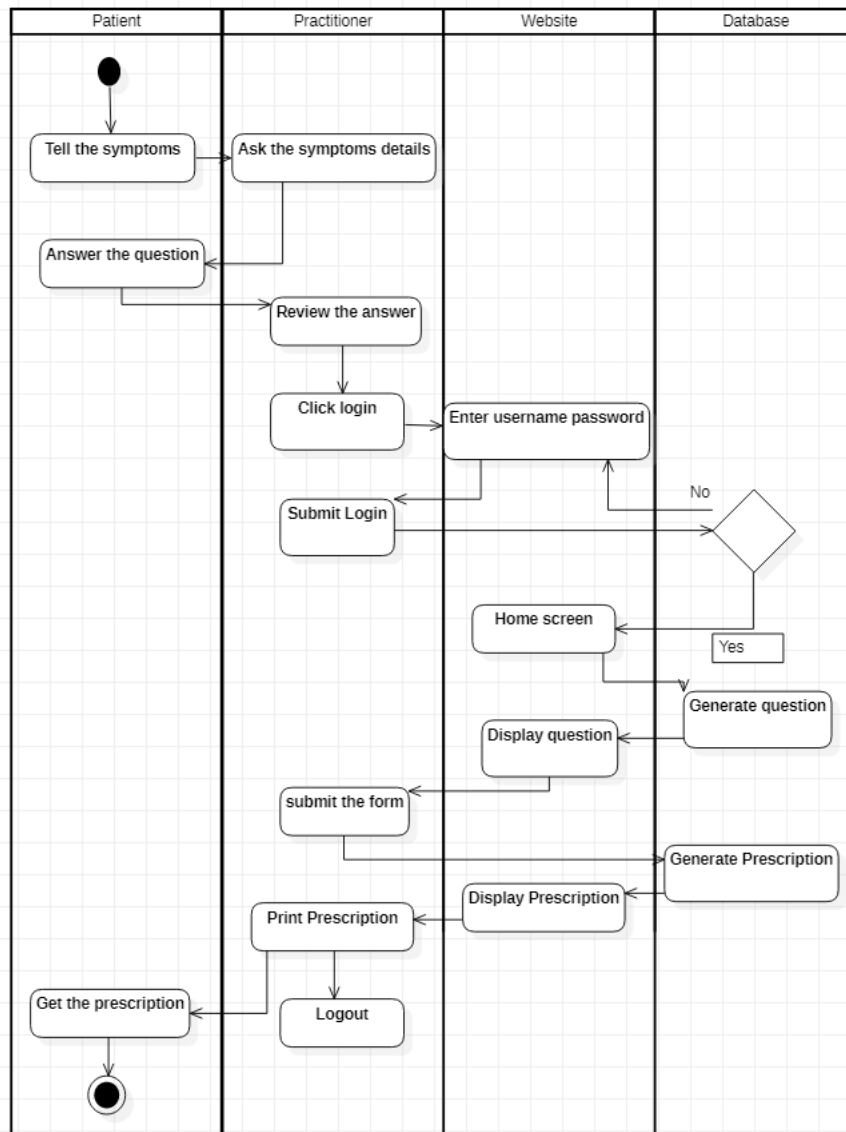 Patient
Practitioner
Website
Database
Tell the symptoms
Ask the symptoms details
Answer the question
Review the answer
Click login
Enter username password
No
Submit Login
Home screen
Yes
Generate question
Display question
submit the form
Generate Prescription
Display Prescription
Print Prescription
Get the prescription
Logout